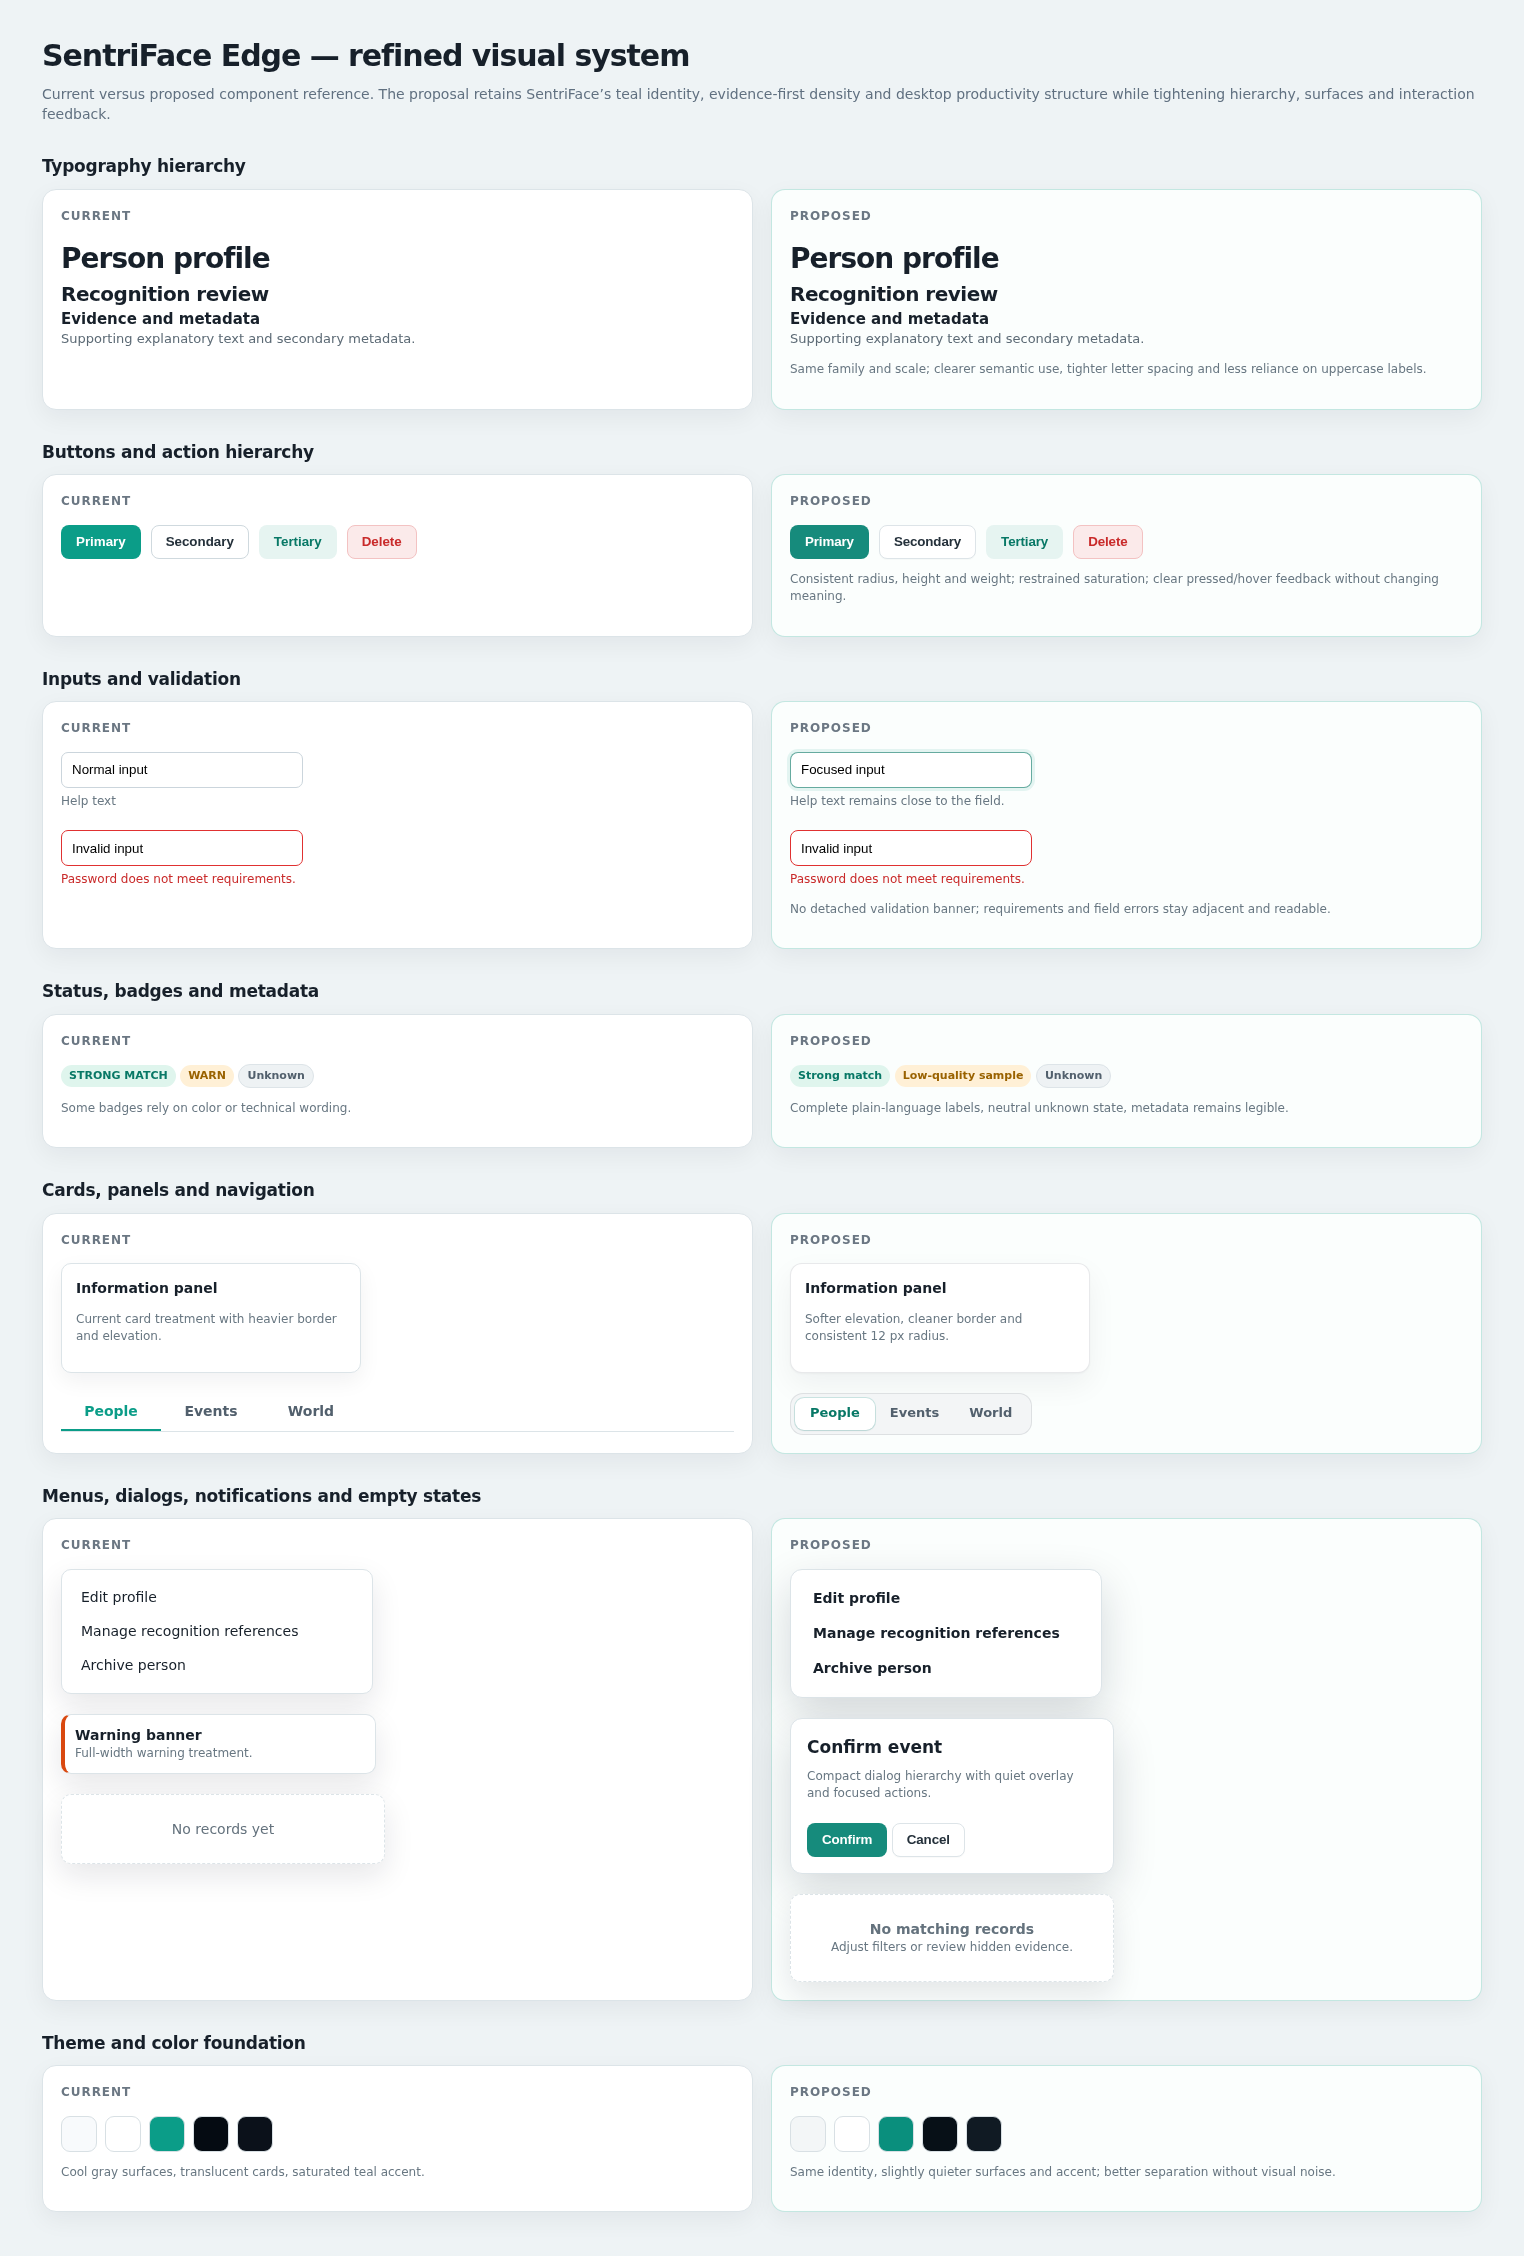 SentriFace Edge — refined visual system
Current versus proposed component reference. The proposal retains SentriFace’s teal identity, evidence-first density and desktop productivity structure while tightening hierarchy, surfaces and interaction
feedback.
Typography hierarchy
CURRENT
Person profile
Recognition review
Evidence and metadata
Supporting explanatory text and secondary metadata.
PROPOSED
Person profile
Recognition review
Evidence and metadata
Supporting explanatory text and secondary metadata.
Same family and scale; clearer semantic use, tighter letter spacing and less reliance on uppercase labels.
Buttons and action hierarchy
CURRENT
Primary Secondary Tertiary Delete
PROPOSED
Primary Secondary Tertiary Delete
Consistent radius, height and weight; restrained saturation; clear pressed/hover feedback without changing
meaning.
Inputs and validation
CURRENT
Normal input
Help text
Invalid input
Password does not meet requirements.
PROPOSED
Focused input
Help text remains close to the field.
Invalid input
Password does not meet requirements.
No detached validation banner; requirements and field errors stay adjacent and readable.
Status, badges and metadata
CURRENT
STRONG MATCH WARN Unknown
Some badges rely on color or technical wording.
PROPOSED
Strong match Low-quality sample Unknown
Complete plain-language labels, neutral unknown state, metadata remains legible.
Cards, panels and navigation
CURRENT
Information panel
Current card treatment with heavier border
and elevation.
People Events World
PROPOSED
Information panel
Softer elevation, cleaner border and
consistent 12 px radius.
People Events World
Menus, dialogs, notifications and empty states
CURRENT
Edit profile
Manage recognition references
Archive person
Warning banner
Full-width warning treatment.
No records yet
PROPOSED
Edit profile
Manage recognition references
Archive person
Confirm event
Compact dialog hierarchy with quiet overlay
and focused actions.
Confirm Cancel
No matching records
Adjust filters or review hidden evidence.
Theme and color foundation
CURRENT
Cool gray surfaces, translucent cards, saturated teal accent.
PROPOSED
Same identity, slightly quieter surfaces and accent; better separation without visual noise.